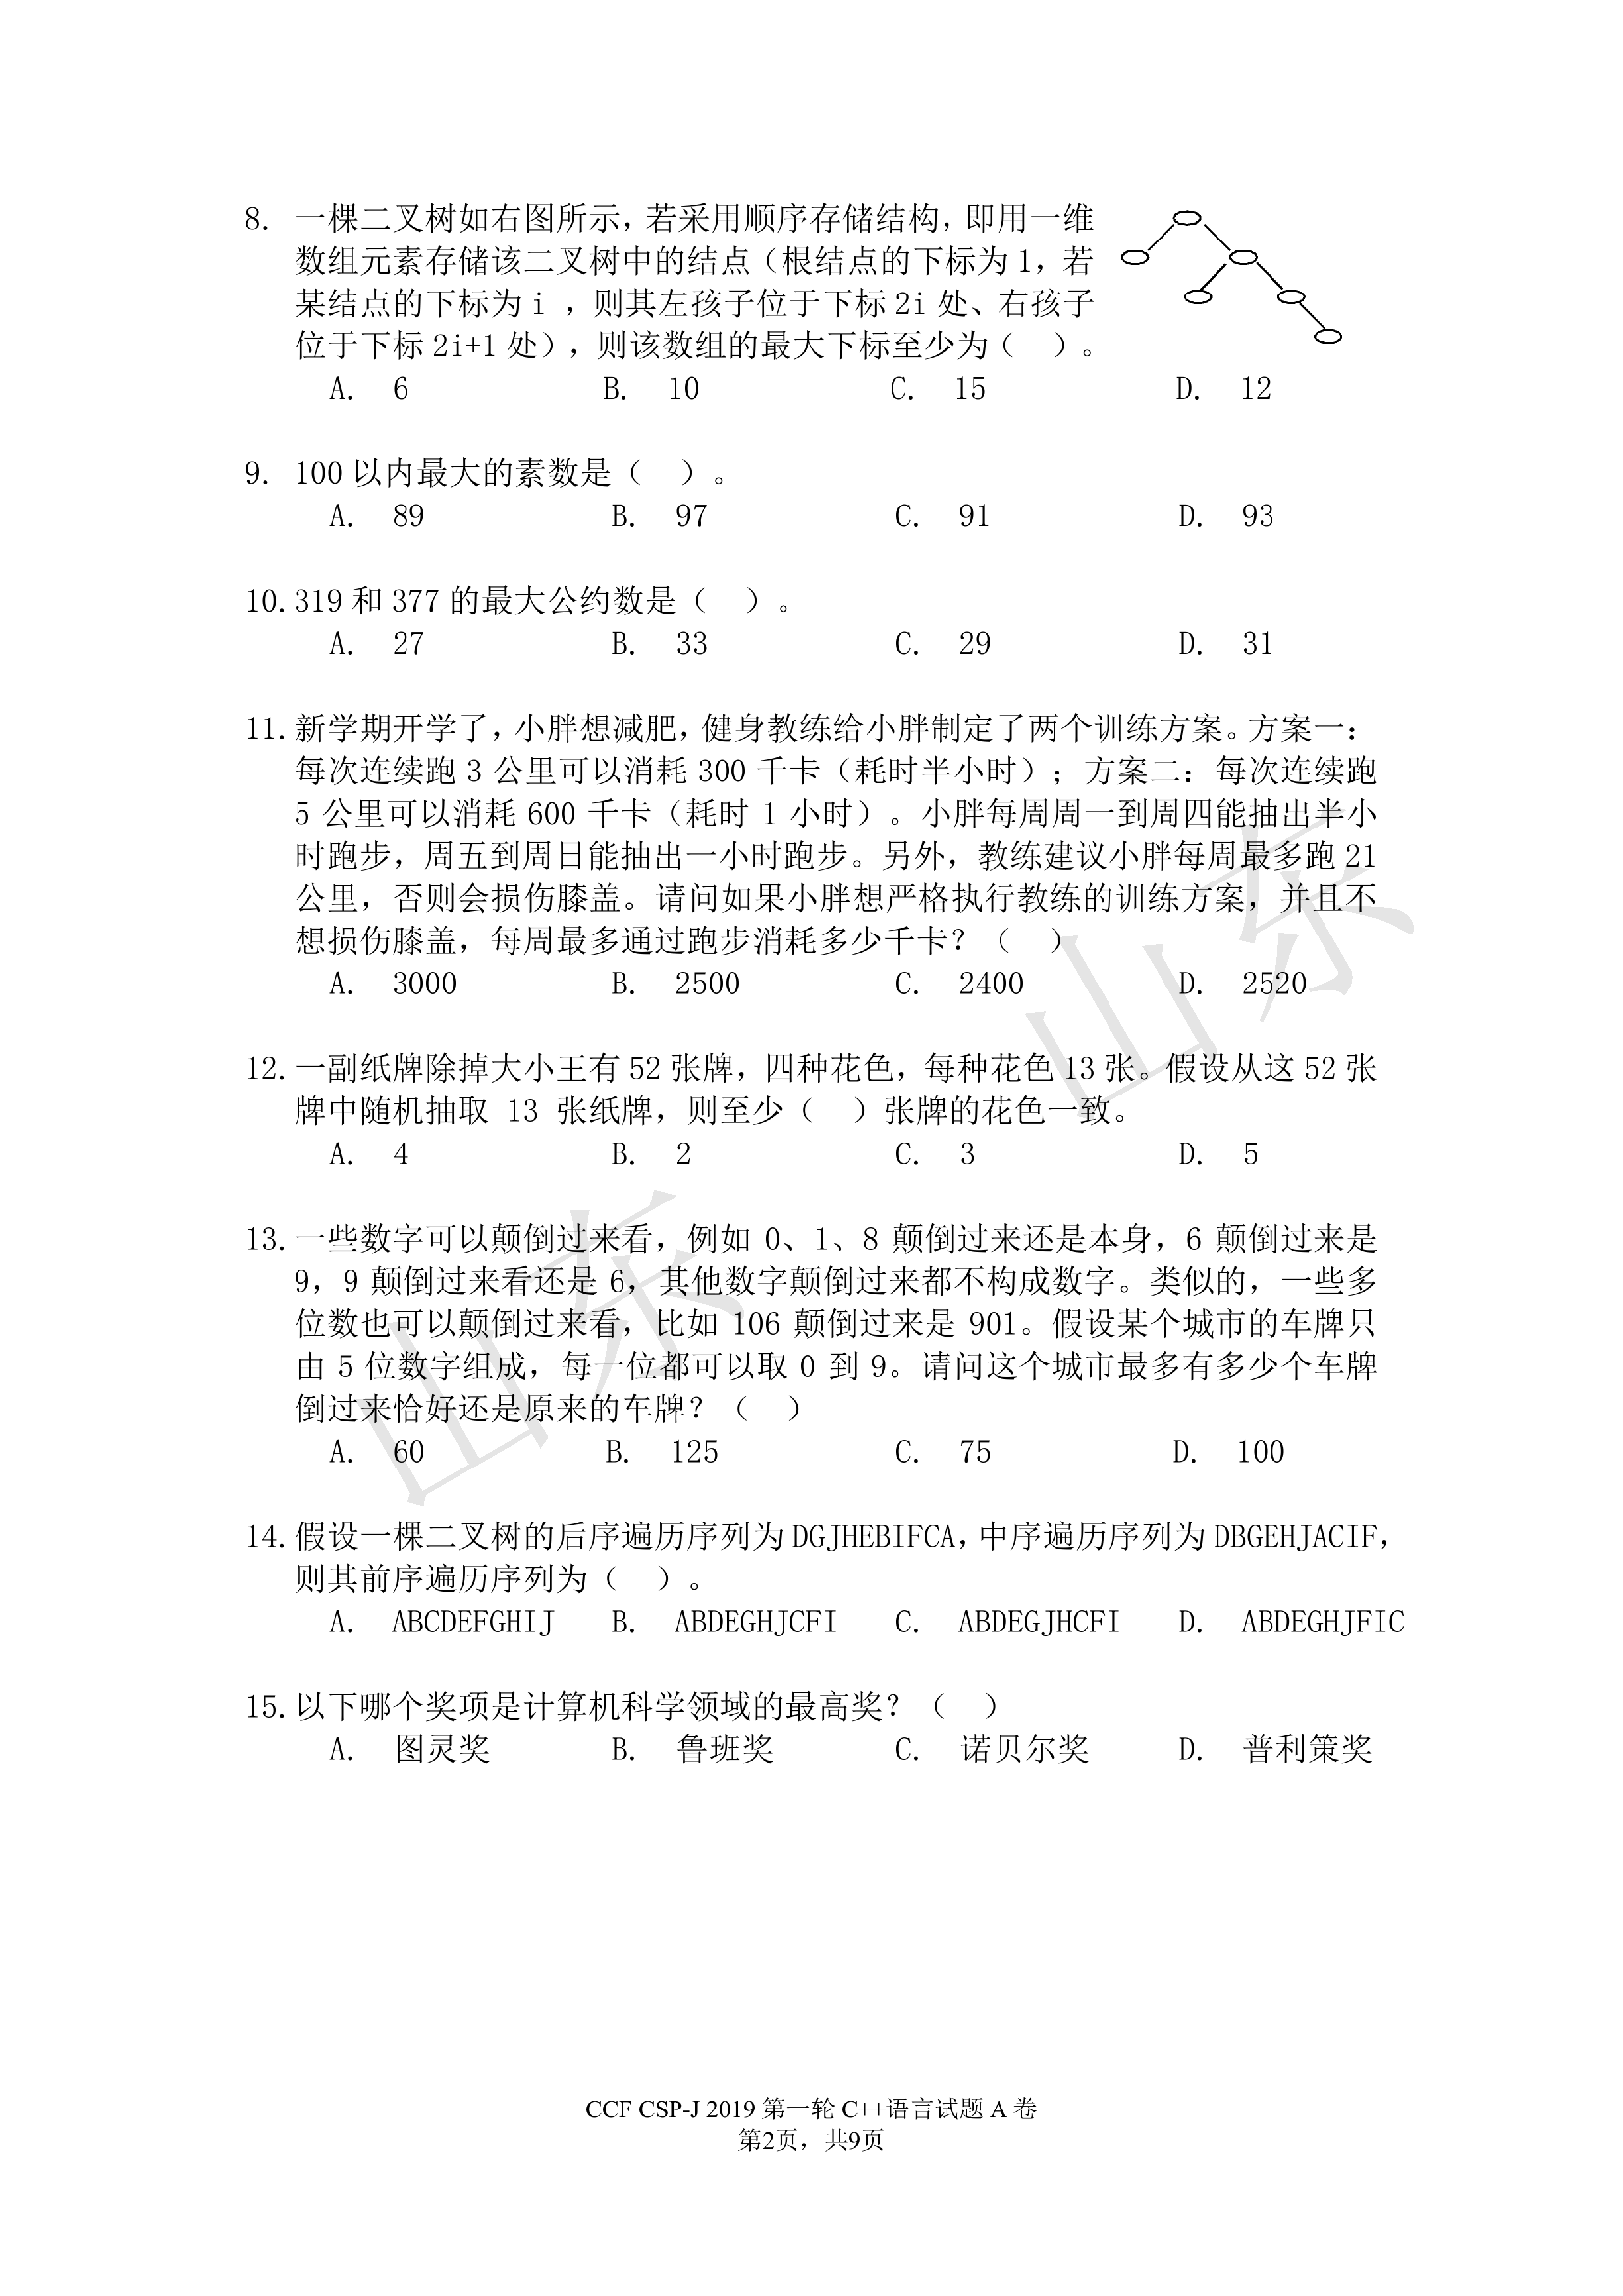 8. 一棵二叉树如右图所示，若采用顺序存储结构，即用一维
数组元素存储该二叉树中的结点（根结点的下标为 1，若
某结点的下标为 i ，则其左孩子位于下标 2i 处、右孩子
位于下标 2i+1 处），则该数组的最大下标至少为（ ）。
A. 6 B. 10 C. 15 D. 12
9. 100 以内最大的素数是（ ）。
A. 89 B. 97 C. 91 D. 93
10. 319 和 377 的最大公约数是（ ）。
A. 27 B. 33 C. 29 D. 31
11. 新学期开学了，小胖想减肥，健身教练给小胖制定了两个训练方案。方案一：
每次连续跑 3 公里可以消耗 300 千卡（耗时半小时）；方案二：每次连续跑
5 公里可以消耗 600 千卡（耗时 1 小时）。小胖每周周一到周四能抽出半小
时跑步，周五到周日能抽出一小时跑步。另外，教练建议小胖每周最多跑 21
公里，否则会损伤膝盖。请问如果小胖想严格执行教练的训练方案，并且不
想损伤膝盖，每周最多通过跑步消耗多少千卡？（ ）
A. 3000 B. 2500 C. 2400 D. 2520
12. 一副纸牌除掉大小王有 52 张牌，四种花色，每种花色 13 张。假设从这 52 张
牌中随机抽取 13 张纸牌，则至少（ ）张牌的花色一致。
A. 4 B. 2 C. 3 D. 5
13. 一些数字可以颠倒过来看，例如 0、1、8 颠倒过来还是本身，6 颠倒过来是
9，9 颠倒过来看还是 6，其他数字颠倒过来都不构成数字。类似的，一些多
位数也可以颠倒过来看，比如 106 颠倒过来是 901。假设某个城市的车牌只
由 5 位数字组成，每一位都可以取 0 到 9。请问这个城市最多有多少个车牌
倒过来恰好还是原来的车牌？（ ）
A. 60 B. 125 C. 75 D. 100
14. 假设一棵二叉树的后序遍历序列为 DGJHEBIFCA，中序遍历序列为 DBGEHJACIF，
则其前序遍历序列为（ ）。
A. ABCDEFGHIJ B. ABDEGHJCFI C. ABDEGJHCFI D. ABDEGHJFIC
15. 以下哪个奖项是计算机科学领域的最高奖？（ ）
A. 图灵奖 B. 鲁班奖 C. 诺贝尔奖 D. 普利策奖
山东
山东
CCF CSP-J 2019 第一轮 C++语言试题 A 卷
第2页，共9页